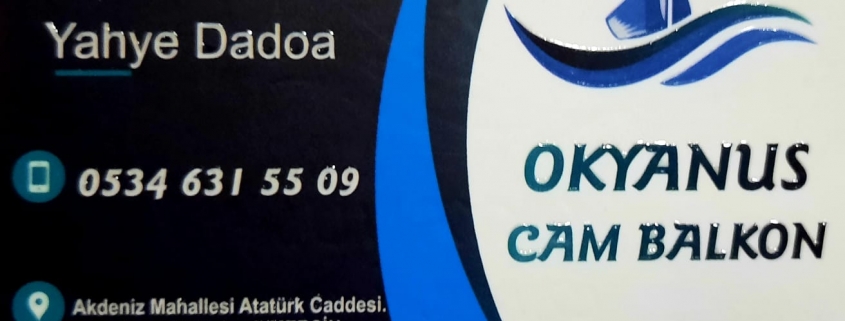 Yahye Dadoa
0534 631 55 09
Akdeniz Mahallesi Atatürk Caddesi.
OKYANUS
CAM BALKON